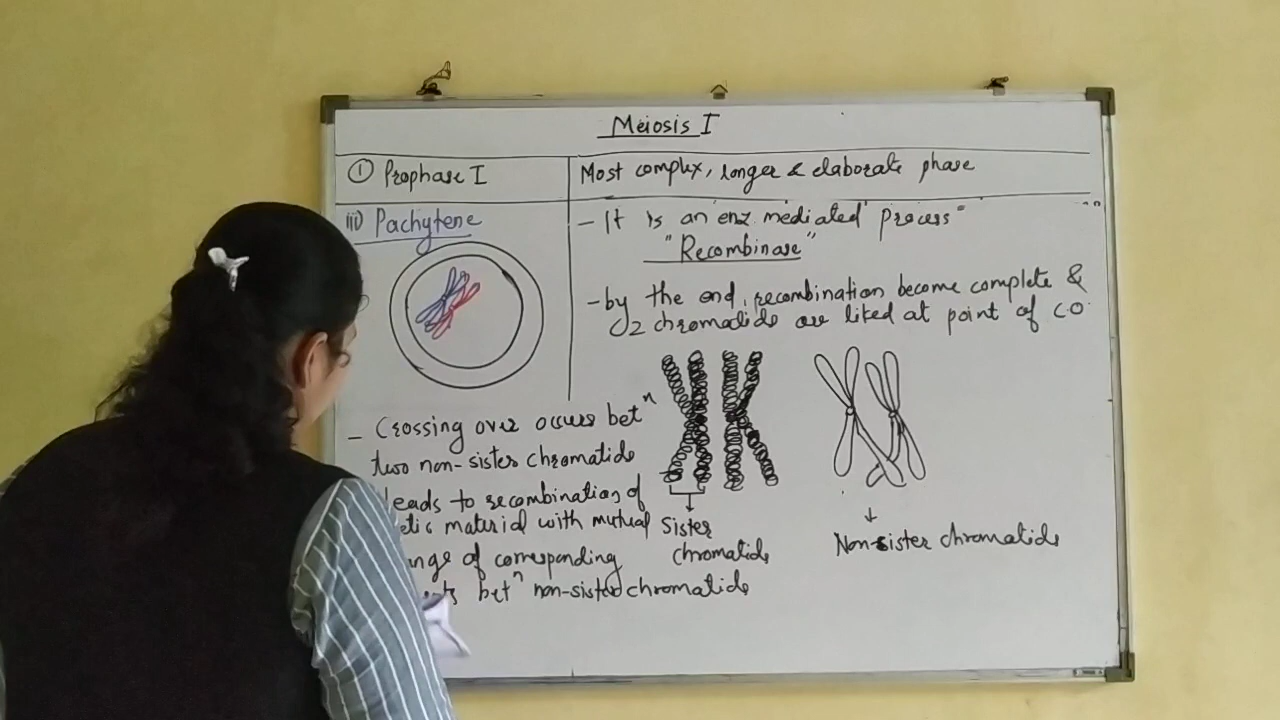 Meiosis I
① Prophase I
Most complex, longer & elaborate phase
iii) Pachytene
- It is an enz mediated process"
"Recombinase"
- by the end, recombination become complete &
chromatids are liked at point of CO
- Crossing over occurs betⁿ
two non-sister chromatids
leads to recombination of
etic material with mutual
ange of corresponding
betⁿ non-sister chromatids
Sister
chromatids
Non-sister chromatids